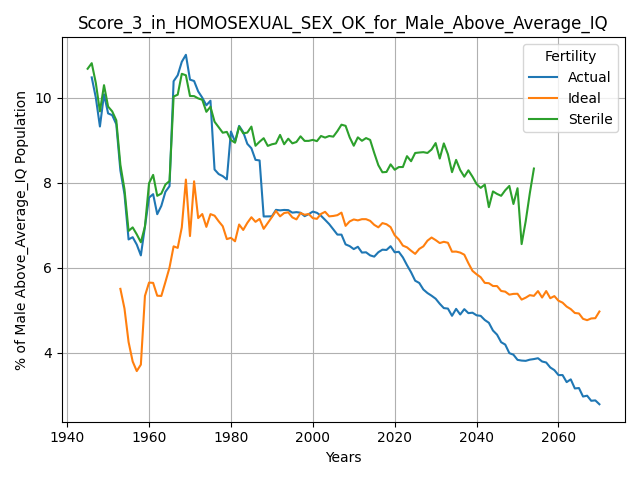 Score_3_in_HOMOSEXUAL_SEX_OK_for_Male_Above_Average_IQ
% of Male Above_Average_IQ Population
10
8
6
4
Fertility
Actual
Ideal
Sterile
1940 1960 1980 2000 2020 2040 2060
Years